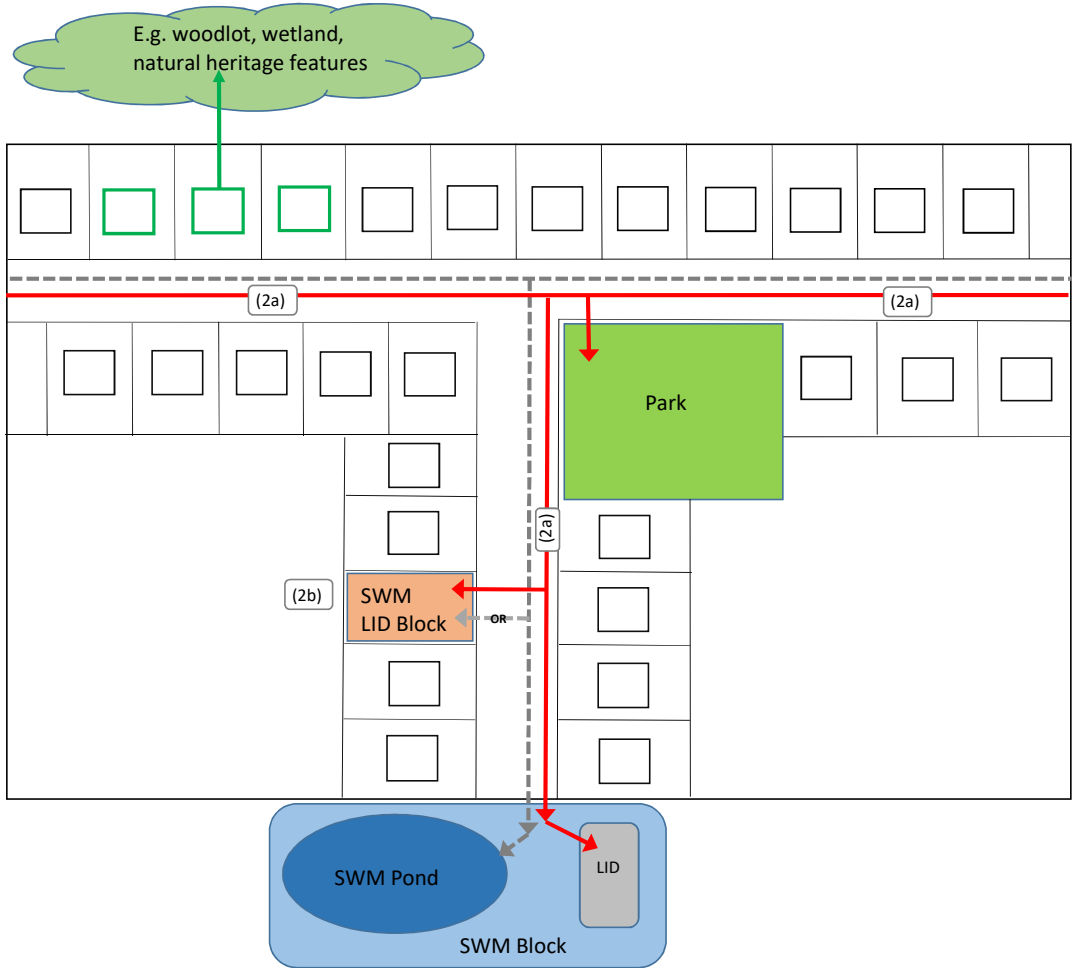 E.g. woodlot, wetland,
natural heritage features
(2a)
(2a)
Park
(2a)
(2b)
SWM
LID Block
OR
SWM Pond
LID
SWM Block